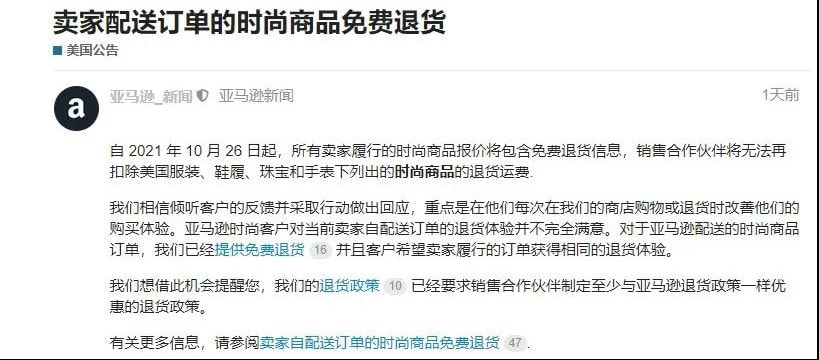 卖家配送订单的时尚商品免费退货
美国公告
a
亚马逊_新闻 亚马逊新闻 1天前
自 2021 年 10 月 26 日起，所有卖家履行的时尚商品报价将包含免费退货信息，销售合作伙伴将无法再
扣除美国服装、鞋履、珠宝和手表下列出的时尚商品的退货运费.
我们相信倾听客户的反馈并采取行动做出回应，重点是在他们每次在我们的商店购物或退货时改善他们的
购买体验。亚马逊时尚客户对当前卖家自配送订单的退货体验并不完全满意。对于亚马逊配送的时尚商品
订单，我们已经提供免费退货 16 并且客户希望卖家履行的订单获得相同的退货体验。
我们想借此机会提醒您，我们的退货政策 10 已经要求销售合作伙伴制定至少与亚马逊退货政策一样优
惠的退货政策。
有关更多信息，请参阅卖家自配送订单的时尚商品免费退货 47 .